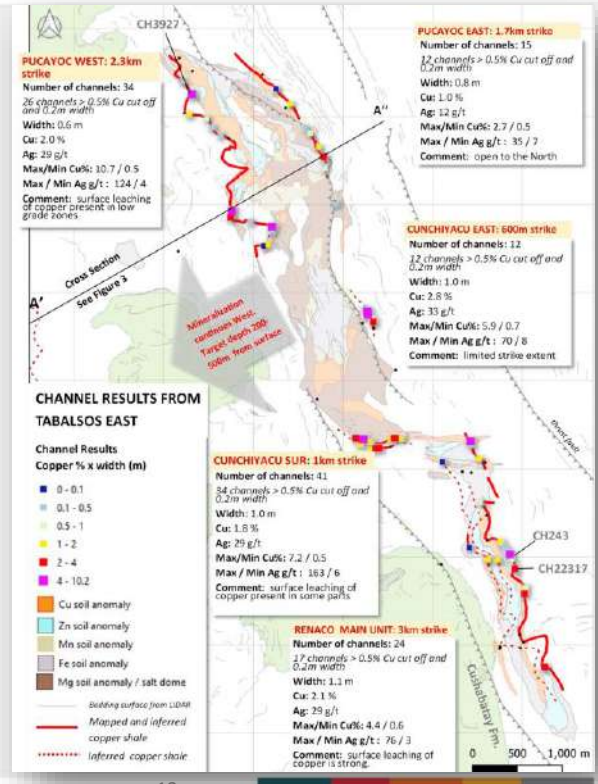 CH3927
PUCAYOC WEST: 2.3km
strike
Number of channels: 34
26 channels > 0.5% Cu cut off
and 0.2m width
Width: 0.6 m
Cu: 2.0 %
Ag: 29 g/t
Max/Min Cu%: 10.7 / 0.5
Max / Min Ag g/t : 124 / 4
Comment: surface leaching
of copper present in low
grade zones
PUCAYOC EAST: 1.7km strike
Number of channels: 15
12 channels > 0.5% Cu cut off and
0.2m width
Width: 0.8 m
Cu: 1.0 %
Ag: 12 g/t
Max/Min Cu%: 2.7 / 0.5
Max / Min Ag g/t : 35 / 7
Comment: open to the North
A"
CUNCHIYACU EAST: 600m strike
Number of channels: 12
12 channels > 0.5% Cu cut off and
0.2m width
Width: 1.0 m
Cu: 2.8 %
Ag: 33 g/t
Max/Min Cu%: 5.9 / 0.7
Max / Min Ag g/t : 70 / 8
Comment: limited strike extent
Cross Section
See Figure 3
A'
Mineralization
continues West.
Target depth 200-
500m from surface
thrust fault
CHANNEL RESULTS FROM
TABALSOS EAST
Channel Results
Copper % x width (m)
0 - 0.1
0.1 - 0.5
0.5 - 1
1 - 2
2 - 4
4 - 10.2
Cu soil anomaly
Zn soil anomaly
Mn soil anomaly
Fe soil anomaly
Mg soil anomaly / salt dome
Bedding surface from LIDAR
Mapped and inferred
copper shale
Inferred copper shale
CUNCHIYACU SUR: 1km strike
Number of channels: 41
34 channels > 0.5% Cu cut off and
0.2m width
Width: 1.0 m
Cu: 1.8 %
Ag: 29 g/t
Max/Min Cu%: 7.2 / 0.5
Max / Min Ag g/t : 163 / 6
Comment: surface leaching of
copper present in some parts
CH243
CH22317
RENACO MAIN UNIT: 3km strike
Number of channels: 24
17 channels > 0.5% Cu cut off and
0.2m width
Width: 1.1 m
Cu: 2.1 %
Ag: 29 g/t
Max/Min Cu%: 4.4 / 0.6
Max / Min Ag g/t : 76 / 3
Comment: surface leaching of
copper is strong.
Cushabatay Fm.
0 500 1,000 m